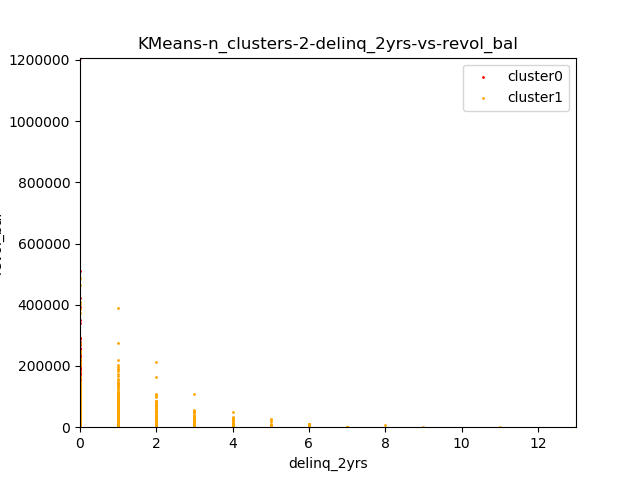 KMeans-n_clusters-2-delinq_2yrs-vs-revol_bal
1200000
1000000
800000
600000
400000
200000
0
0 2 4 6 8 10 12
delinq_2yrs
cluster0
cluster1